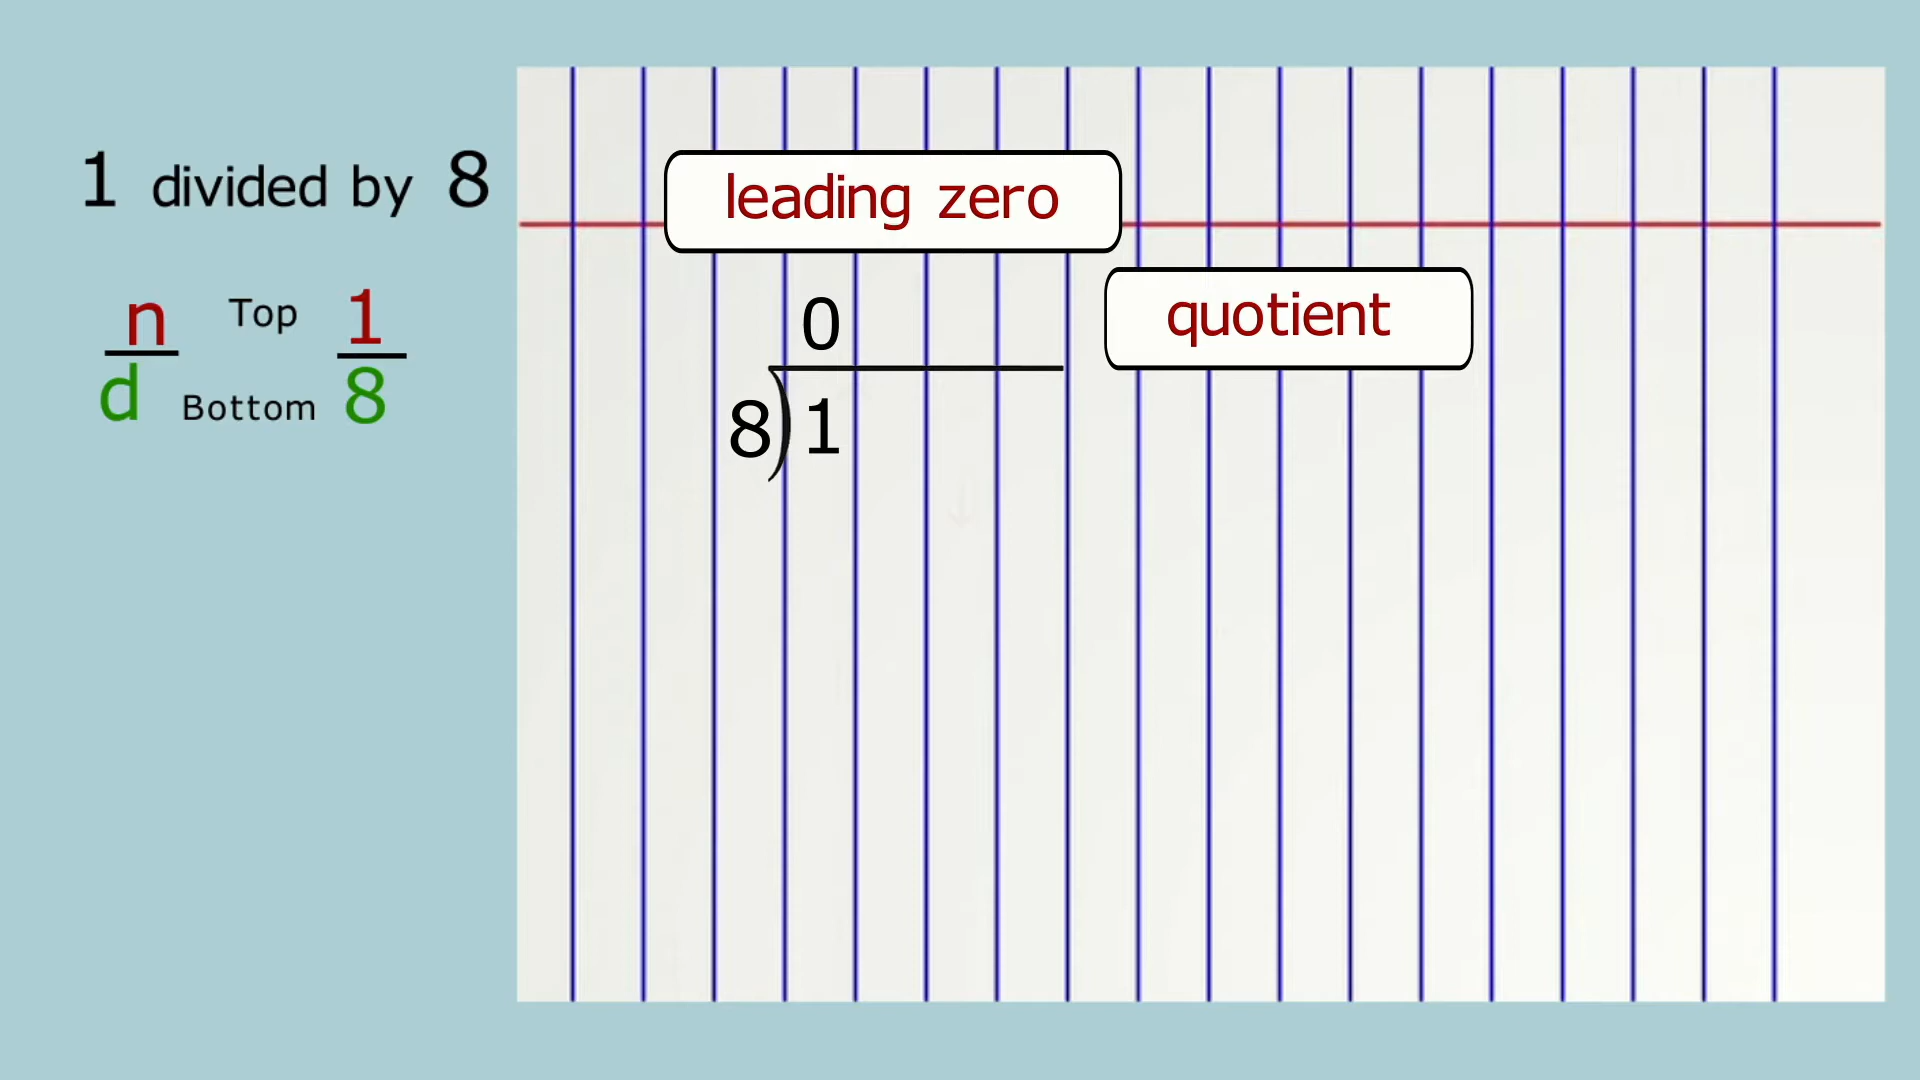 1 divided by 8
n Top 1
d Bottom 8
leading zero
quotient
0
8)1